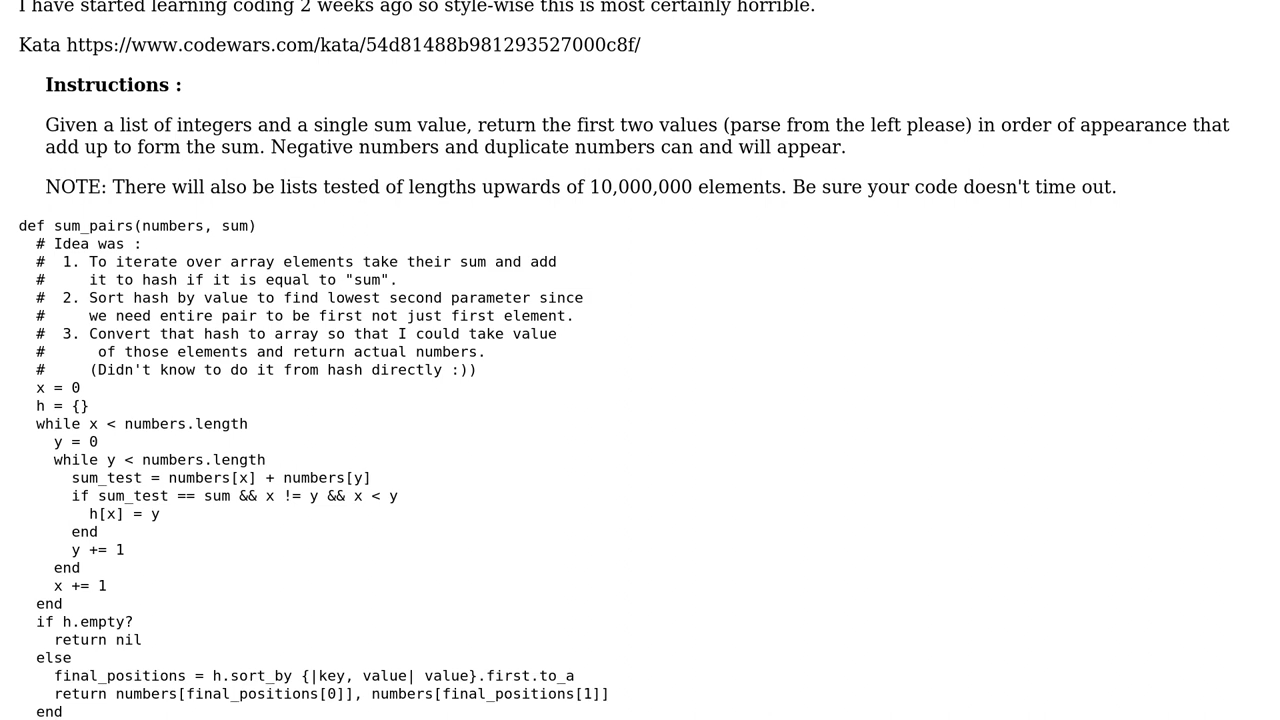 I have started learning coding 2 weeks ago so style-wise this is most certainly horrible.
Kata https://www.codewars.com/kata/54d81488b981293527000c8f/
Instructions :
Given a list of integers and a single sum value, return the first two values (parse from the left please) in order of appearance that
add up to form the sum. Negative numbers and duplicate numbers can and will appear.
NOTE: There will also be lists tested of lengths upwards of 10,000,000 elements. Be sure your code doesn't time out.
def sum_pairs(numbers, sum)
  # Idea was :
  #  1. To iterate over array elements take their sum and add
  #     it to hash if it is equal to "sum".
  #  2. Sort hash by value to find lowest second parameter since
  #     we need entire pair to be first not just first element.
  #  3. Convert that hash to array so that I could take value
  #      of those elements and return actual numbers.
  #     (Didn't know to do it from hash directly :))
  x = 0
  h = {}
  while x < numbers.length
    y = 0
    while y < numbers.length
      sum_test = numbers[x] + numbers[y]
      if sum_test == sum && x != y && x < y
        h[x] = y
      end
      y += 1
    end
    x += 1
  end
  if h.empty?
    return nil
  else
    final_positions = h.sort_by {|key, value| value}.first.to_a
    return numbers[final_positions[0]], numbers[final_positions[1]]
  end